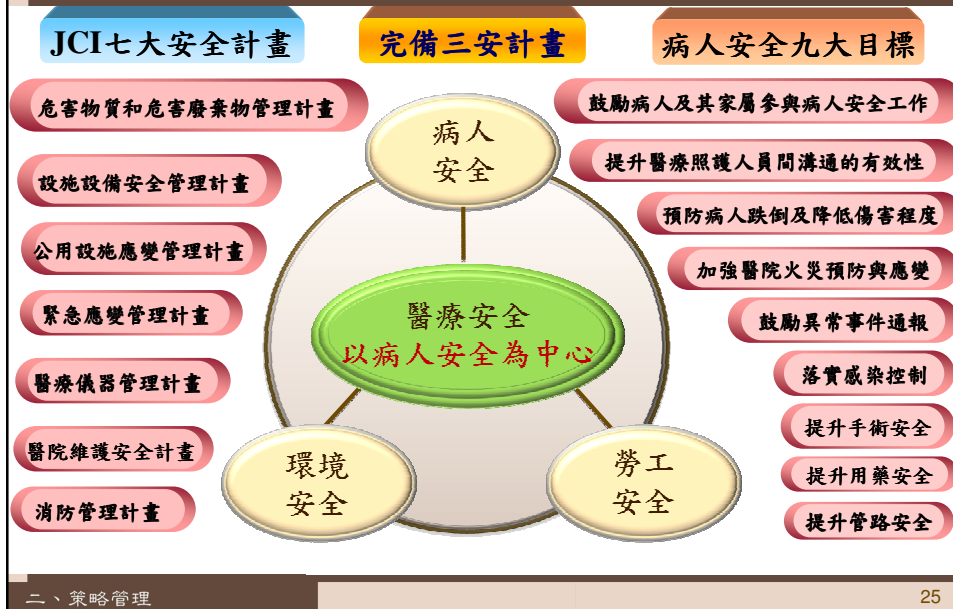 JCI七大安全計畫
完備三安計畫
病人安全九大目標
危害物質和危害廢棄物管理計畫
設施設備安全管理計畫
公用設施應變管理計畫
緊急應變管理計畫
醫療儀器管理計畫
醫院維護安全計畫
消防管理計畫
病人
安全
醫療安全
以病人安全為中心
環境
安全
勞工
安全
鼓勵病人及其家屬參與病人安全工作
提升醫療照護人員間溝通的有效性
預防病人跌倒及降低傷害程度
加強醫院火災預防與應變
鼓勵異常事件通報
落實感染控制
提升手術安全
提升用藥安全
提升管路安全
二、策略管理
25